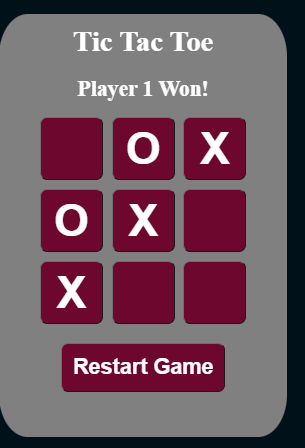 Tic Tac Toe
Player 1 Won!
O X
O X
X
Restart Game